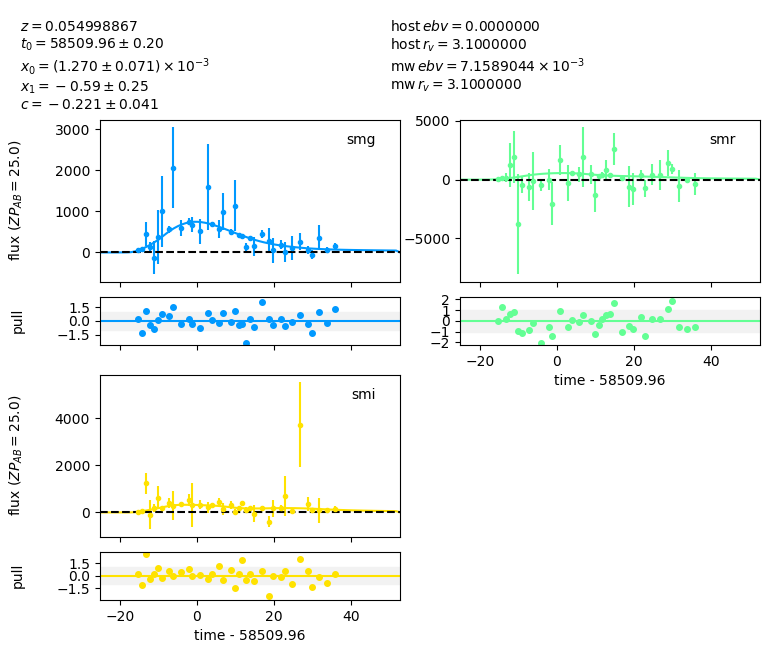 z = 0.054998867
t₀ = 58509.96 ± 0.20
x₀ = (1.270 ± 0.071) × 10⁻³
x₁ = −0.59 ± 0.25
c = −0.221 ± 0.041
host ebv = 0.0000000
host r_v = 3.1000000
mw ebv = 7.1589044 × 10⁻³
mw r_v = 3.1000000
smg
flux (ZP_AB = 25.0)
3000
2000
1000
0
smr
5000
0
−5000
pull
1.5
0.0
−1.5
2
1
0
−1
−2
−20 0 20 40
time - 58509.96
smi
flux (ZP_AB = 25.0)
4000
2000
0
pull
1.5
0.0
−1.5
−20 0 20 40
time - 58509.96